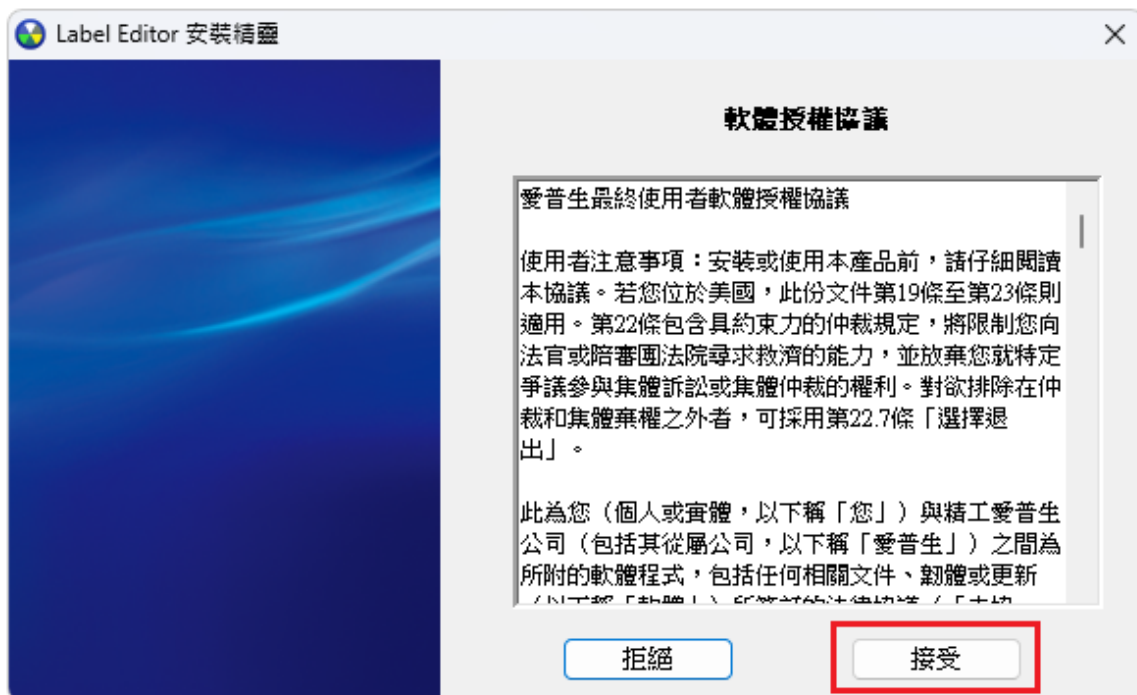 Label Editor 安裝精靈
軟體授權協議
愛普生最終使用者軟體授權協議
使用者注意事項：安裝或使用本產品前，請仔細閱讀
本協議。若您位於美國，此份文件第19條至第23條則
適用。第22條包含具約束力的仲裁規定，將限制您向
法官或陪審團法院尋求救濟的能力，並放棄您就特定
爭議參與集體訴訟或集體仲裁的權利。對欲排除在仲
裁和集體棄權之外者，可採用第22.7條「選擇退
出」。
此為您（個人或實體，以下稱「您」）與精工愛普生
公司（包括其從屬公司，以下稱「愛普生」）之間為
所附的軟體程式，包括任何相關文件、韌體或更新
拒絕
接受